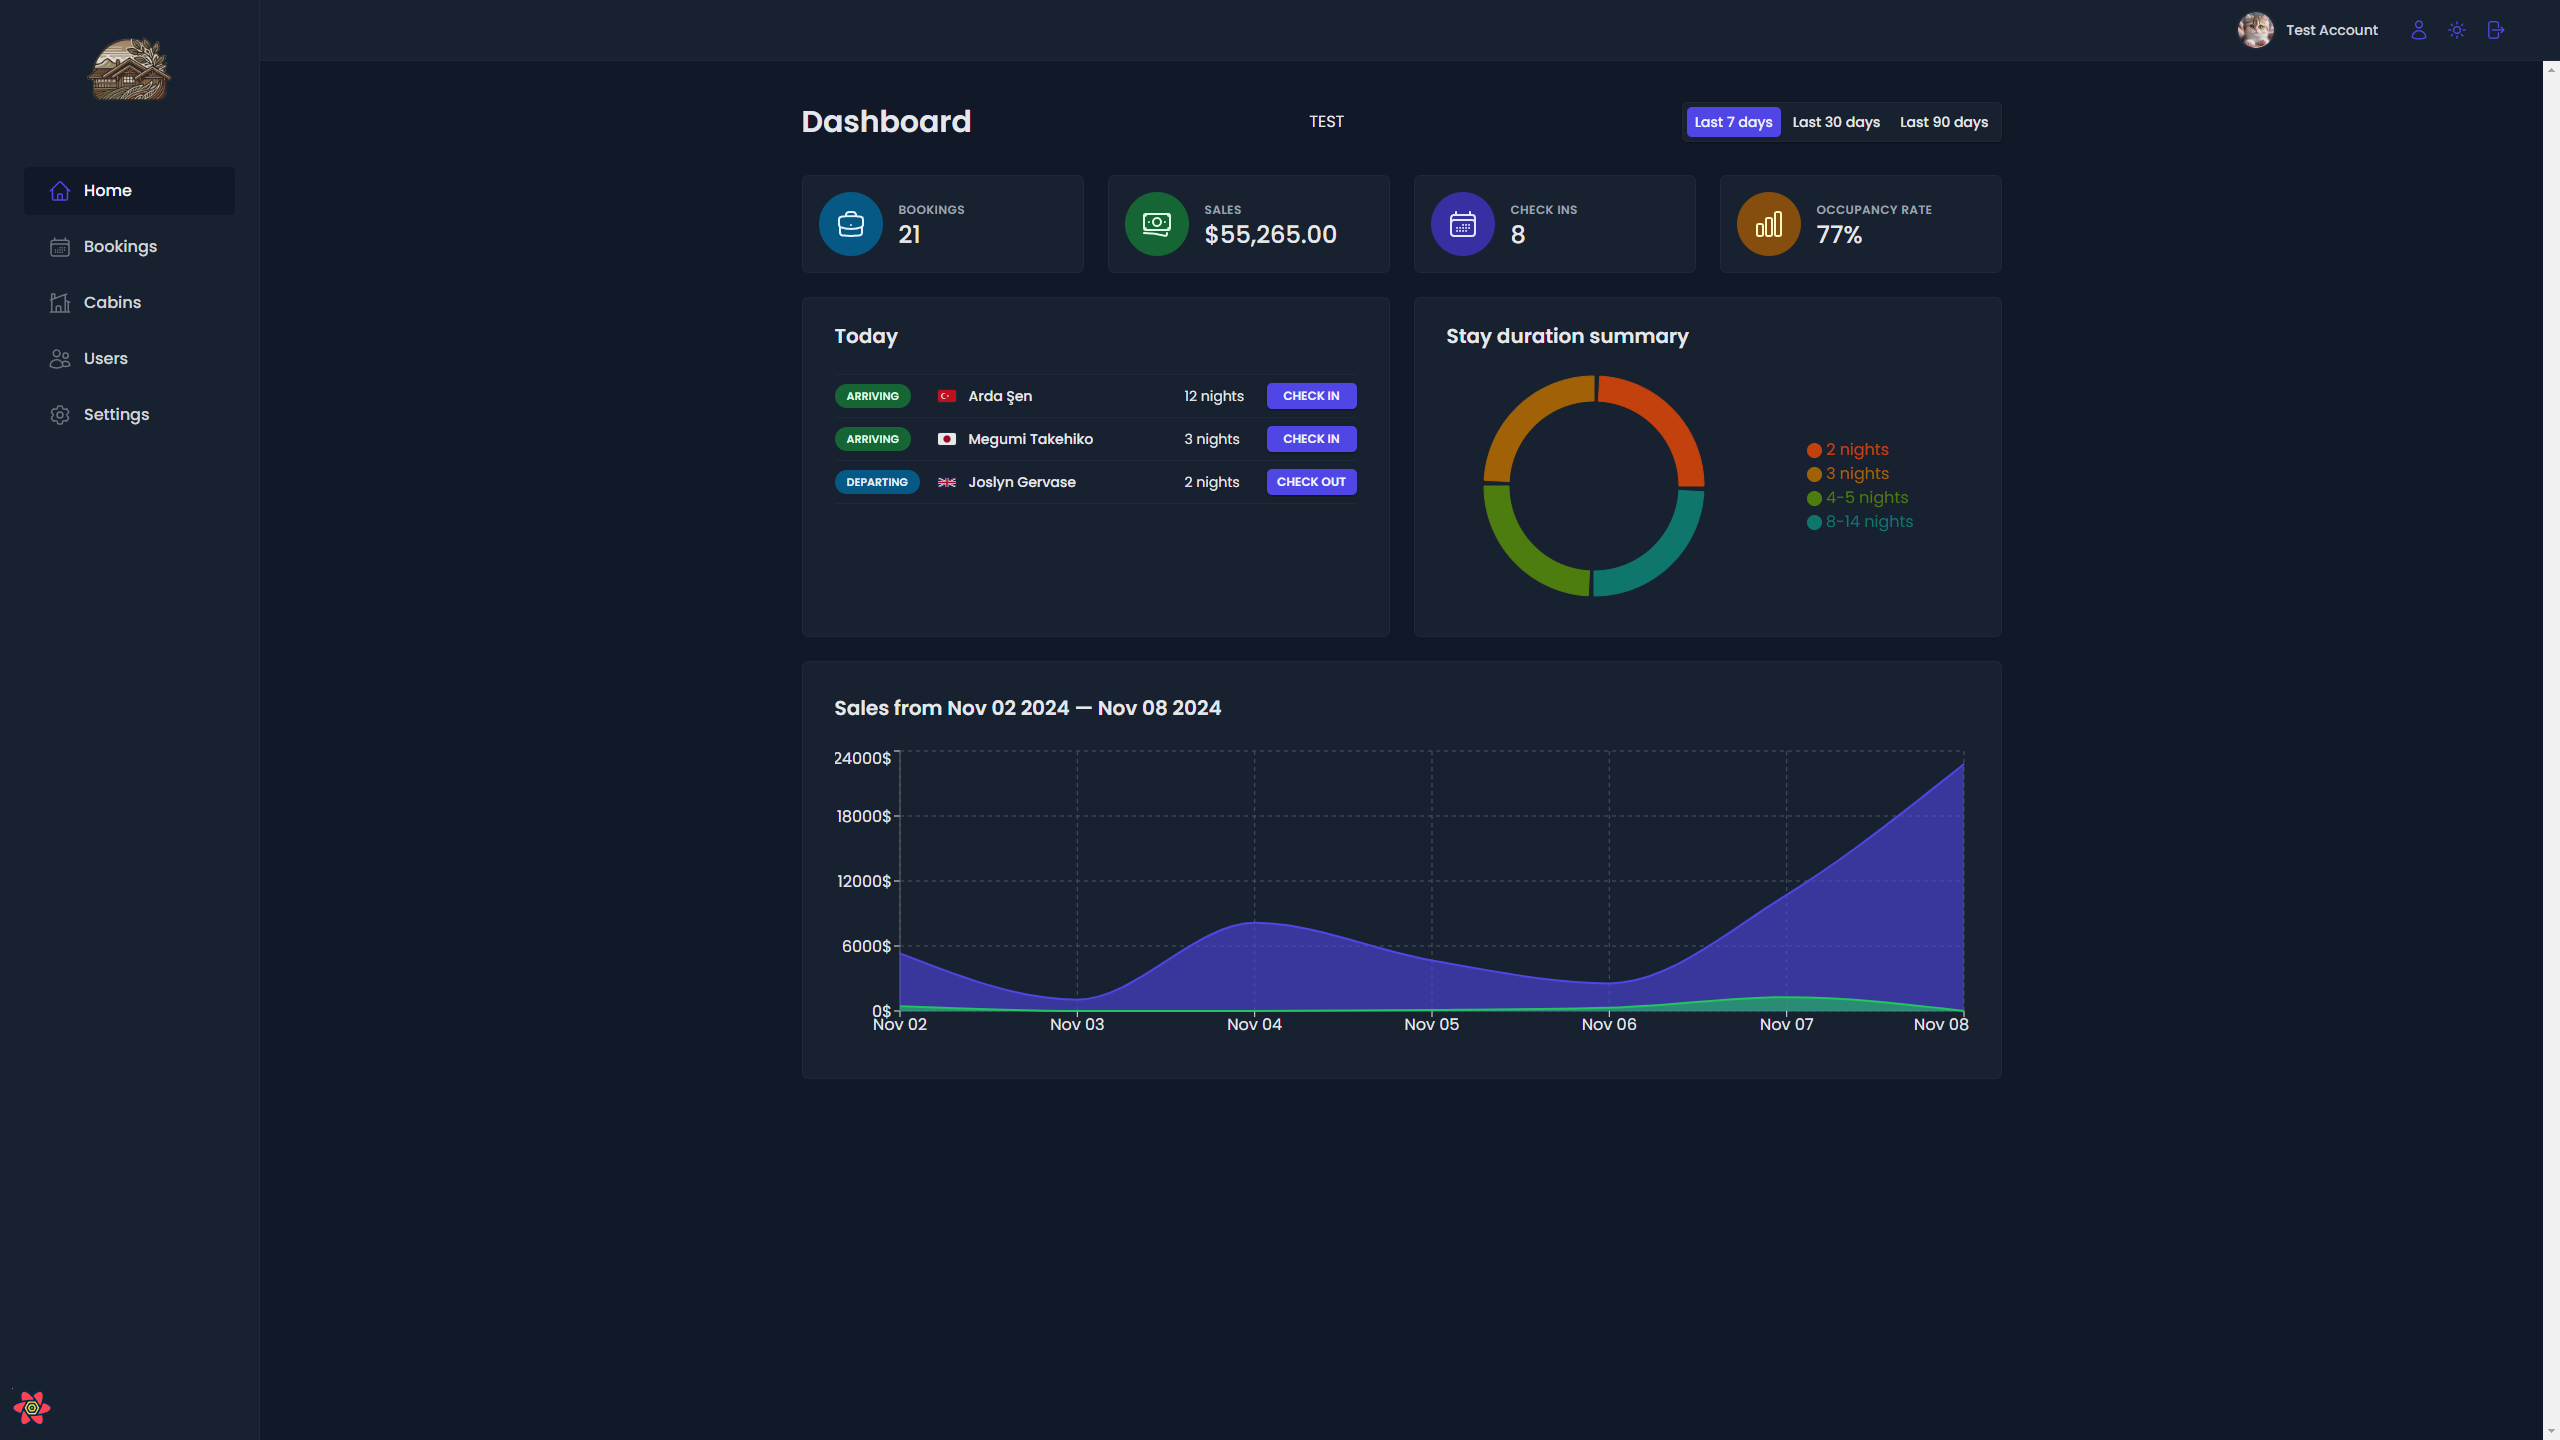 Test Account
Home
Bookings
Cabins
Users
Settings
Dashboard
TEST
Last 7 days
Last 30 days
Last 90 days
BOOKINGS
21
SALES
$55,265.00
CHECK INS
8
OCCUPANCY RATE
77%
Today
ARRIVING Arda Şen 12 nights CHECK IN
ARRIVING Megumi Takehiko 3 nights CHECK IN
DEPARTING Joslyn Gervase 2 nights CHECK OUT
Stay duration summary
2 nights
3 nights
4-5 nights
8-14 nights
Sales from Nov 02 2024 — Nov 08 2024
24000$
18000$
12000$
6000$
0$
Nov 02 Nov 03 Nov 04 Nov 05 Nov 06 Nov 07 Nov 08